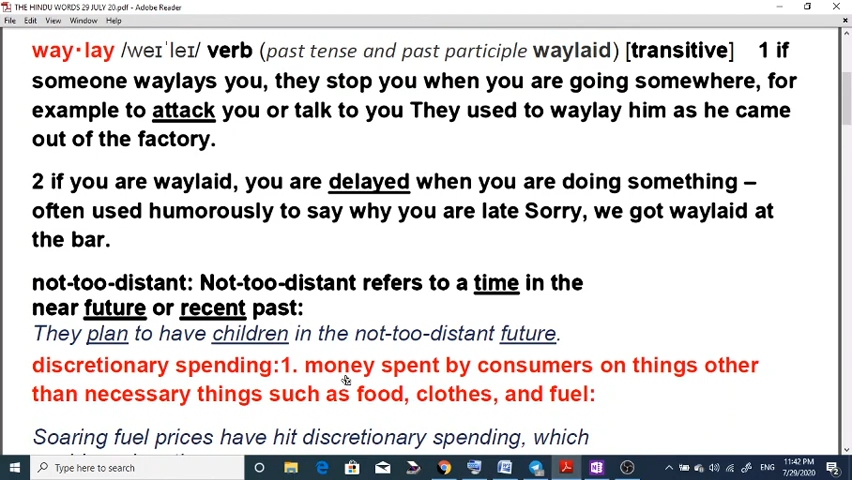 THE HINDU WORDS 29 JULY 20.pdf - Adobe Reader
File Edit View Window Help
way·lay /weɪˈleɪ/ verb (past tense and past participle waylaid) [transitive] 1 if
someone waylays you, they stop you when you are going somewhere, for
example to attack you or talk to you They used to waylay him as he came
out of the factory.
2 if you are waylaid, you are delayed when you are doing something –
often used humorously to say why you are late Sorry, we got waylaid at
the bar.
not-too-distant: Not-too-distant refers to a time in the
near future or recent past:
They plan to have children in the not-too-distant future.
discretionary spending:1. money spent by consumers on things other
than necessary things such as food, clothes, and fuel:
Soaring fuel prices have hit discretionary spending, which
Type here to search
ENG
11:42 PM
7/29/2020